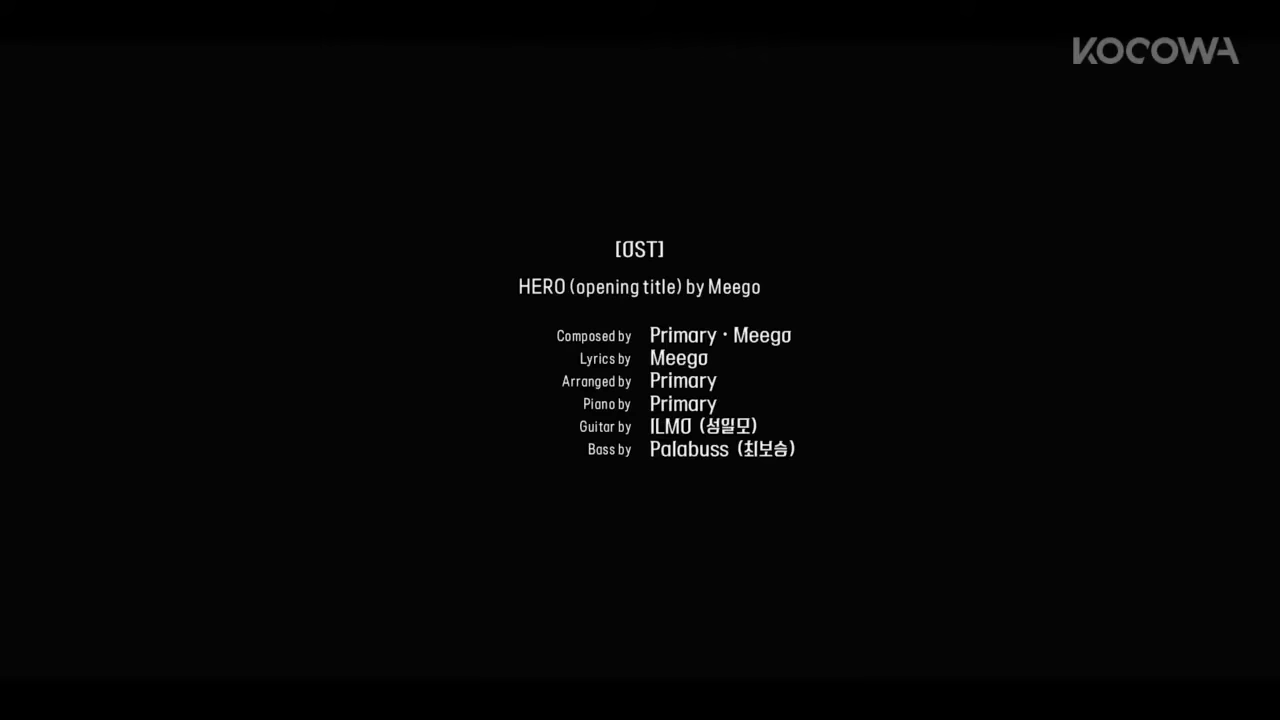 KOCOWA
[OST]
HERO (opening title) by Meego
Composed by Primary · Meego
Lyrics by Meego
Arranged by Primary
Piano by Primary
Guitar by ILMO (성밀모)
Bass by Palabuss (최보승)